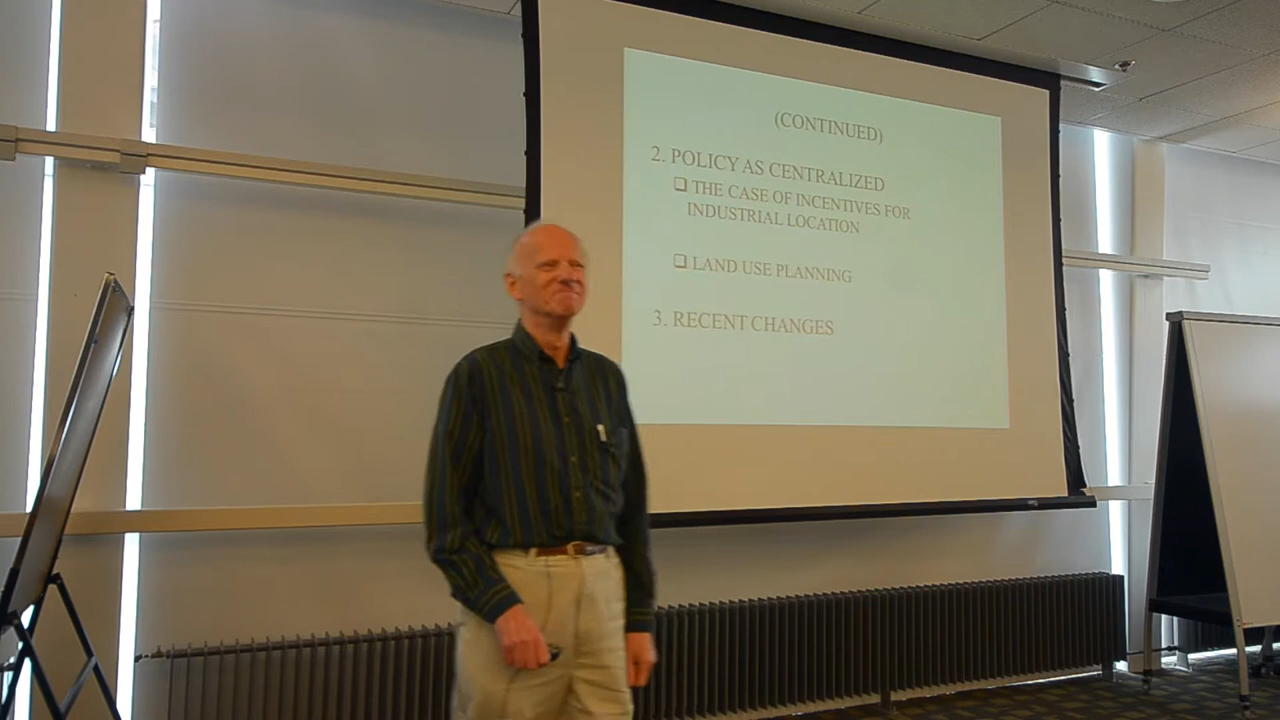 (CONTINUED)
2. POLICY AS CENTRALIZED
❑ THE CASE OF INCENTIVES FOR
INDUSTRIAL LOCATION
❑ LAND USE PLANNING
3. RECENT CHANGES